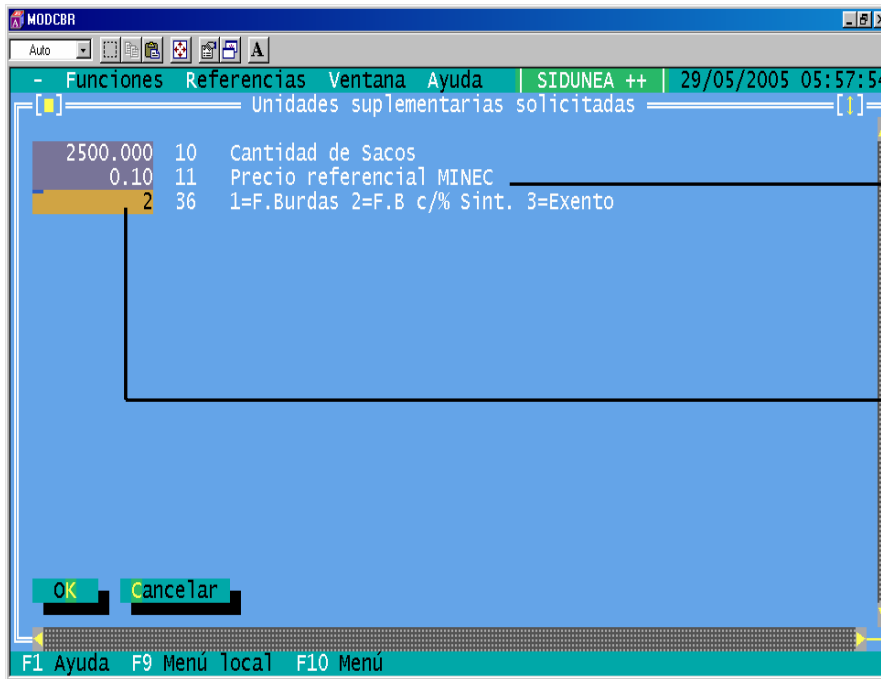 MODCBR
Auto
A
- Funciones Referencias Ventana Ayuda | SIDUNEA ++ | 29/05/2005 05:57:54
Unidades suplementarias solicitadas
2500.000 10 Cantidad de Sacos
0.10 11 Precio referencial MINEC
2 36 1=F.Burdas 2=F.B c/% Sint. 3=Exento
OK Cancelar
F1 Ayuda F9 Menú local F10 Menú